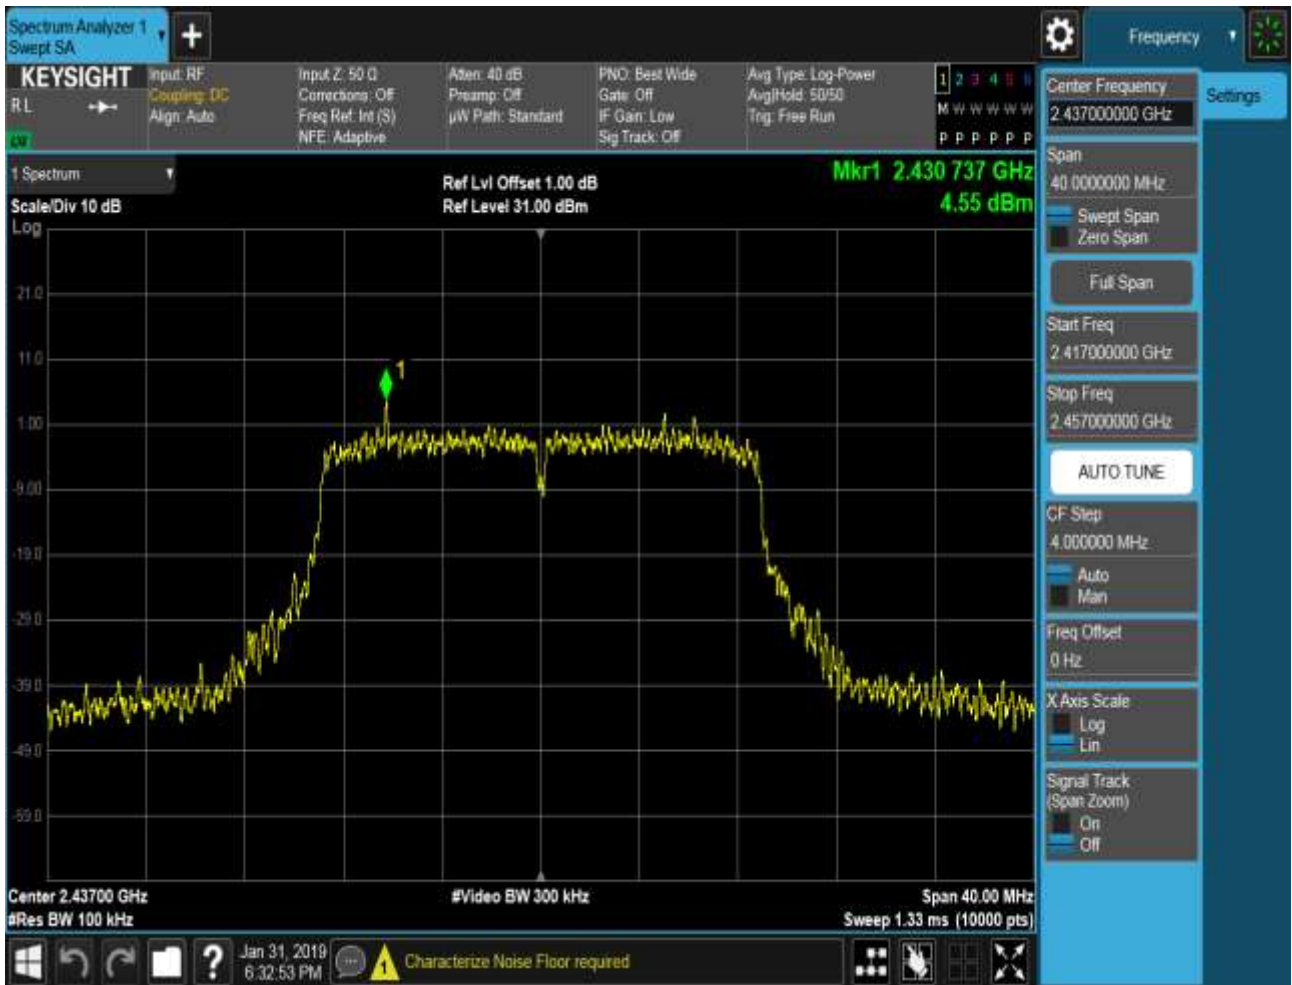 Spectrum Analyzer 1
Swept SA
Frequency
KEYSIGHT
Input: RF
Coupling: DC
Align: Auto
Input Z: 50 Ω
Corrections: Off
Freq Ref: Int (S)
NFE: Adaptive
Atten: 40 dB
Preamp: Off
µW Path: Standard
PNO: Best Wide
Gate: Off
IF Gain: Low
Sig Track: Off
Avg Type: Log-Power
Avg|Hold: 50/50
Trig: Free Run
1 2 3 4 5 6
M W W W W W
P P P P P P
R L
1 Spectrum
Scale/Div 10 dB
Log
Ref Lvl Offset 1.00 dB
Ref Level 31.00 dBm
Mkr1 2.430 737 GHz
4.55 dBm
21.0
11.0
1
1.00
-9.00
-19.0
-29.0
-39.0
-49.0
-59.0
Center 2.43700 GHz
#Res BW 100 kHz
#Video BW 300 kHz
Span 40.00 MHz
Sweep 1.33 ms (10000 pts)
Center Frequency
2.437000000 GHz
Settings
Span
40.0000000 MHz
Swept Span
Zero Span
Full Span
Start Freq
2.417000000 GHz
Stop Freq
2.457000000 GHz
AUTO TUNE
CF Step
4.000000 MHz
Auto
Man
Freq Offset
0 Hz
X Axis Scale
Log
Lin
Signal Track
(Span Zoom)
On
Off
?
Jan 31, 2019
6:32:53 PM
1
Characterize Noise Floor required